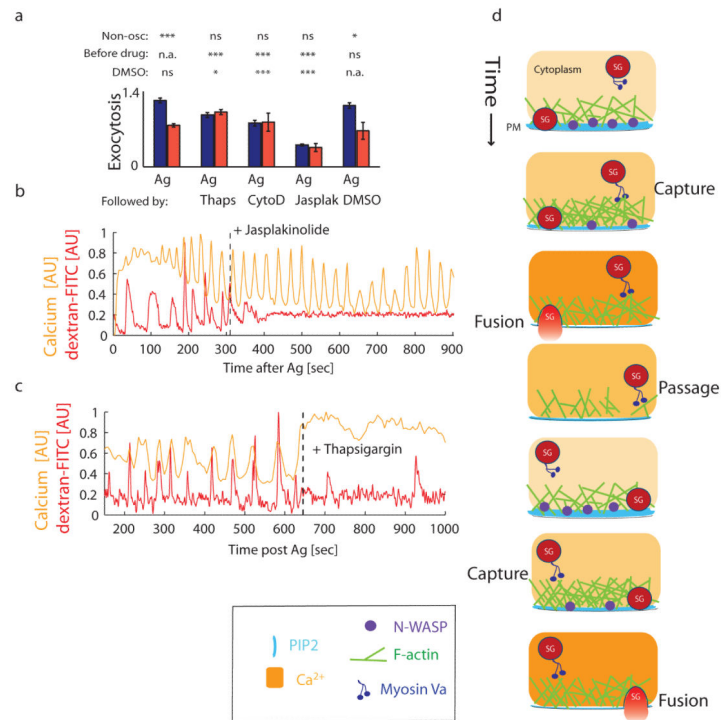 a
Non-osc: *** ns ns ns *
Before drug: n.a. *** *** *** ns
DMSO: ns * *** *** n.a.
Exocytosis
1.4
0
Ag Ag Ag Ag Ag
Followed by: Thaps CytoD Jasplak DMSO
b
+ Jasplakinolide
Calcium [AU]
dextran-FITC [AU]
1
0.8
0.6
0.4
0.2
0
0 100 200 300 400 500 600 700 800 900
Time after Ag [sec]
c
+ Thapsigargin
Calcium [AU]
dextran-FITC [AU]
1
0.8
0.6
0.4
0.2
0
200 300 400 500 600 700 800 900 1000
Time post Ag [sec]
PIP2
Ca2+
N-WASP
F-actin
Myosin Va
d
Time
Cytoplasm
SG
SG
PM
SG
Capture
SG
SG
Fusion
SG
SG
Passage
SG
SG
SG
Capture
SG
SG
SG
Fusion